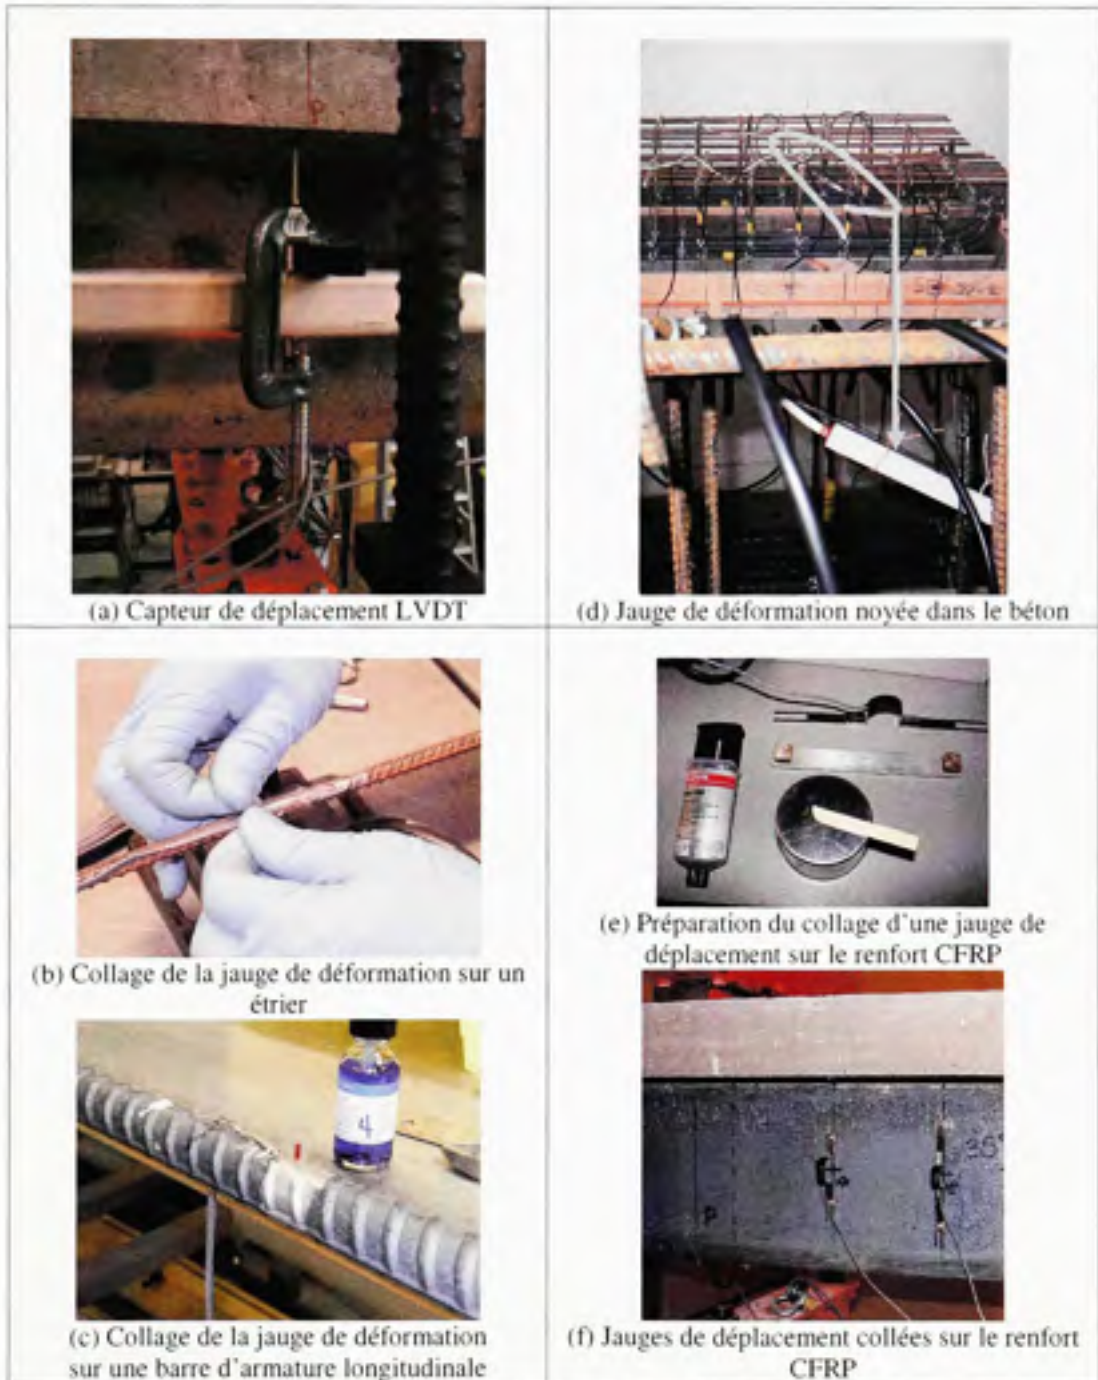 (a) Capteur de déplacement LVDT
(d) Jauge de déformation noyée dans le béton
(b) Collage de la jauge de déformation sur un
étrier
(c) Collage de la jauge de déformation
sur une barre d'armature longitudinale
4
(e) Préparation du collage d'une jauge de
déplacement sur le renfort CFRP
(f) Jauges de déplacement collées sur le renfort
CFRP